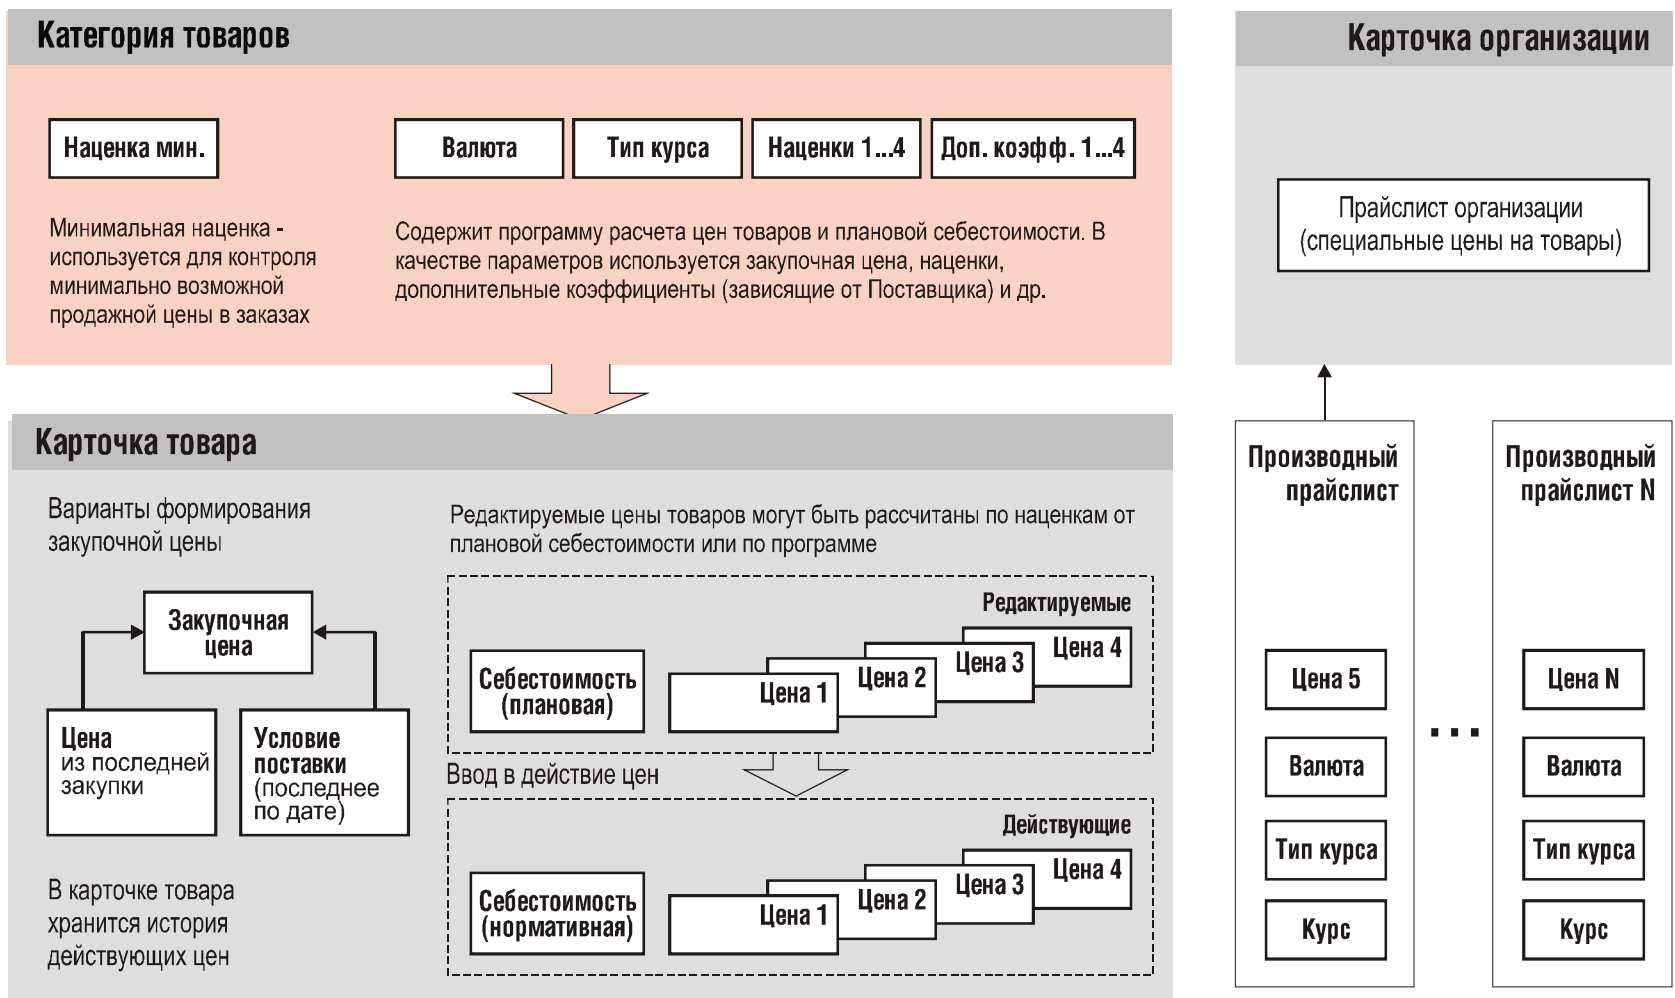 Категория товаров
Наценка мин.
Валюта
Тип курса
Наценки 1...4
Доп. коэфф. 1...4
Минимальная наценка -
используется для контроля
минимально возможной
продажной цены в заказах
Содержит программу расчета цен товаров и плановой себестоимости. В
качестве параметров используется закупочная цена, наценки,
дополнительные коэффициенты (зависящие от Поставщика) и др.
Карточка организации
Прайслист организации
(специальные цены на товары)
Карточка товара
Варианты формирования
закупочной цены
Закупочная
цена
Цена
из последней
закупки
Условие
поставки
(последнее
по дате)
В карточке товара
хранится история
действующих цен
Редактируемые цены товаров могут быть рассчитаны по наценкам от
плановой себестоимости или по программе
Редактируемые
Себестоимость
(плановая)
Цена 1
Цена 2
Цена 3
Цена 4
Ввод в действие цен
Действующие
Себестоимость
(нормативная)
Цена 1
Цена 2
Цена 3
Цена 4
Производный
прайслист
Цена 5
Валюта
Тип курса
Курс
...
Производный
прайслист N
Цена N
Валюта
Тип курса
Курс